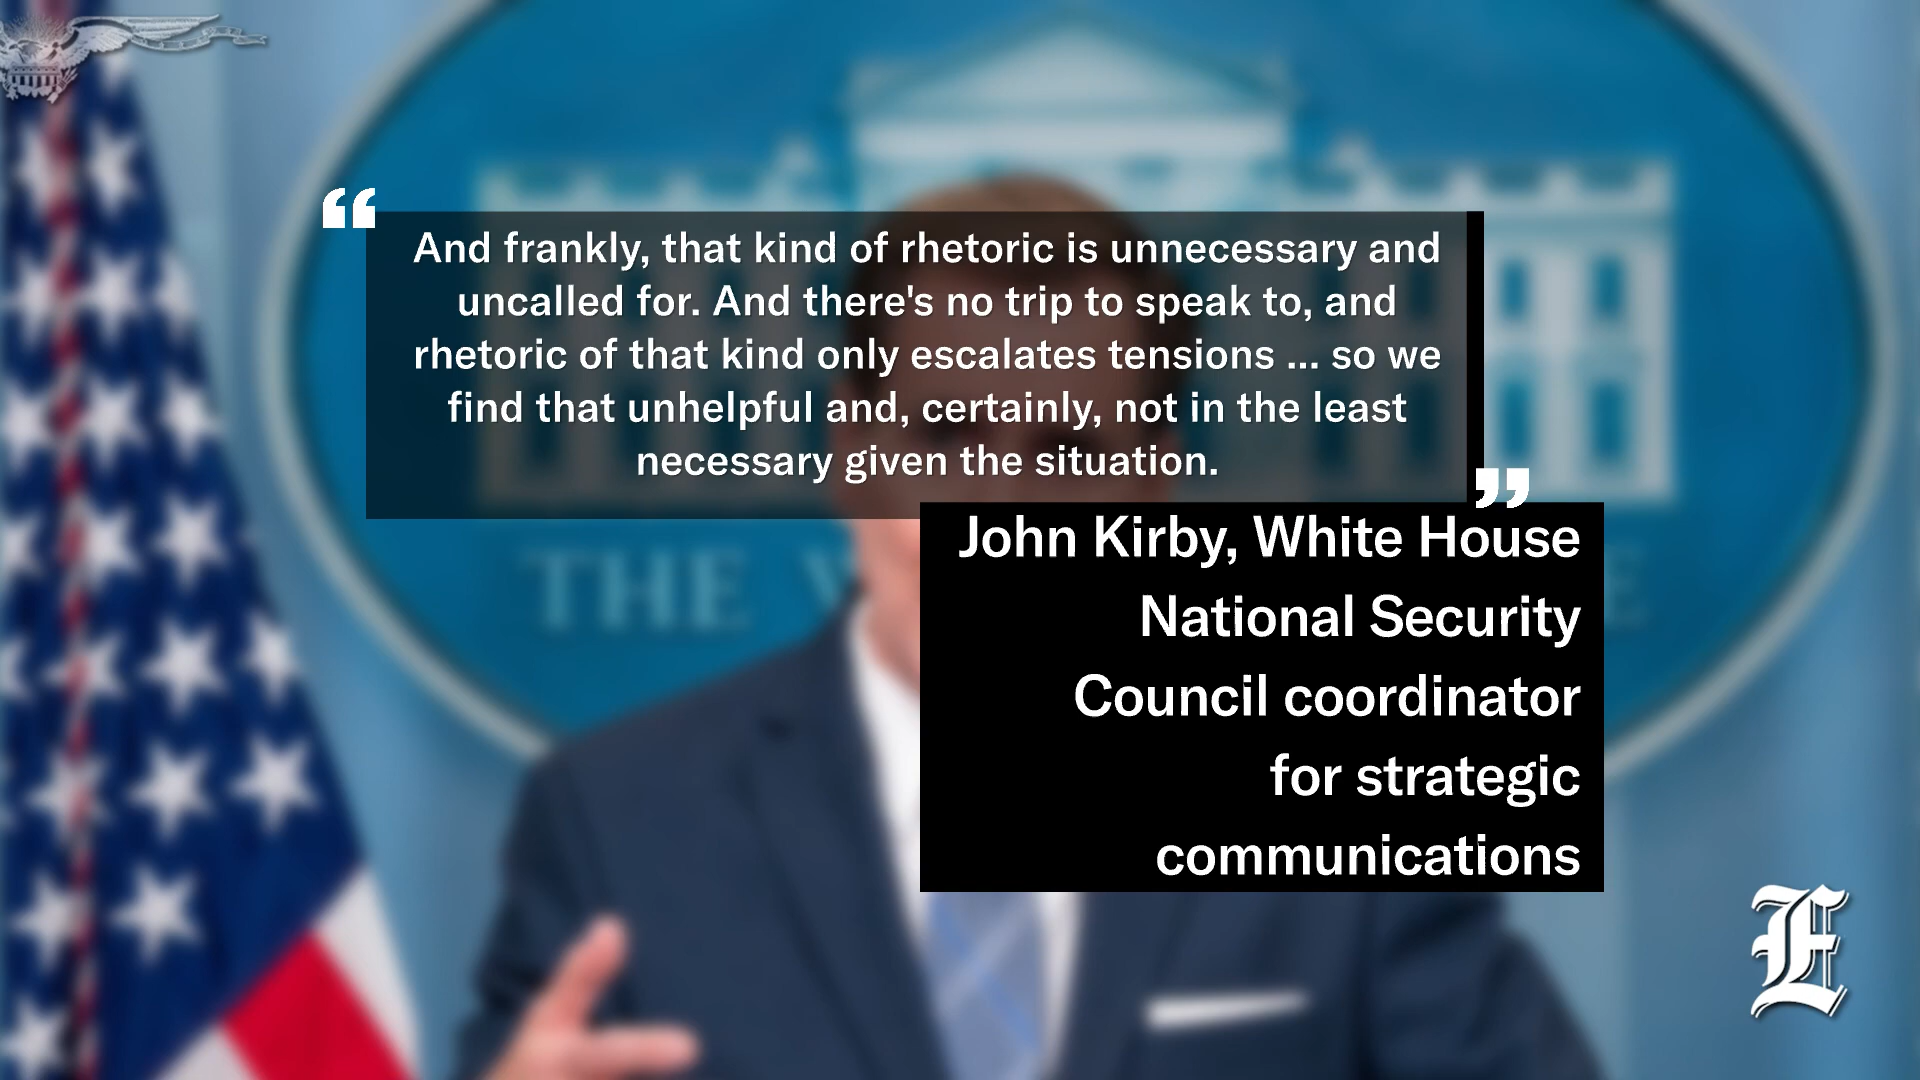 “
And frankly, that kind of rhetoric is unnecessary and
uncalled for. And there's no trip to speak to, and
rhetoric of that kind only escalates tensions ... so we
find that unhelpful and, certainly, not in the least
necessary given the situation.
”
John Kirby, White House
National Security
Council coordinator
for strategic
communications
THE W E
E